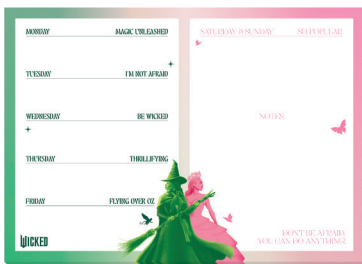 MONDAY MAGIC UNLEASHED
TUESDAY I'M NOT AFRAID
WEDNESDAY BE WICKED
THURSDAY THRILLIFYING
FRIDAY FLYING OVER OZ
WICKED
SATURDAY & SUNDAY SO POPULAR
NOTES
DON'T BE AFRAID,
YOU CAN DO ANYTHING!